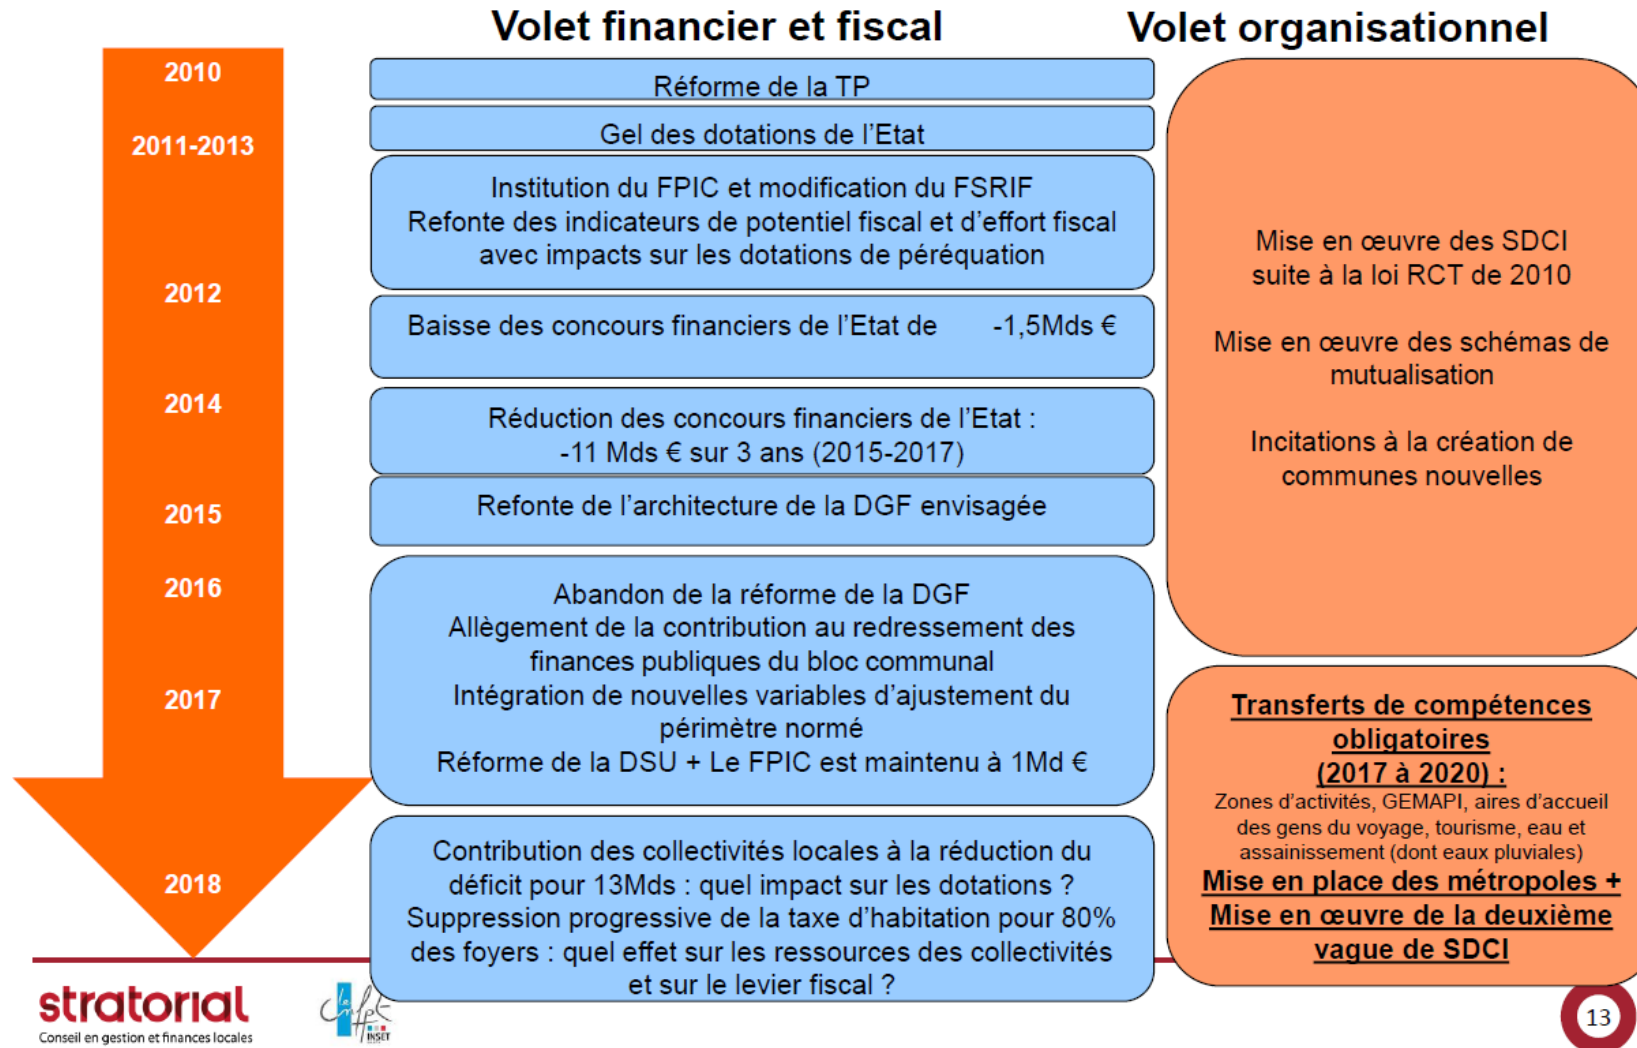 Volet financier et fiscal
Volet organisationnel
2010
2011-2013
2012
2014
2015
2016
2017
2018
Réforme de la TP
Gel des dotations de l'Etat
Institution du FPIC et modification du FSRIF
Refonte des indicateurs de potentiel fiscal et d'effort fiscal
avec impacts sur les dotations de péréquation
Baisse des concours financiers de l'Etat de -1,5Mds €
Réduction des concours financiers de l'Etat :
-11 Mds € sur 3 ans (2015-2017)
Refonte de l'architecture de la DGF envisagée
Abandon de la réforme de la DGF
Allègement de la contribution au redressement des
finances publiques du bloc communal
Intégration de nouvelles variables d'ajustement du
périmètre normé
Réforme de la DSU + Le FPIC est maintenu à 1Md €
Contribution des collectivités locales à la réduction du
déficit pour 13Mds : quel impact sur les dotations ?
Suppression progressive de la taxe d'habitation pour 80%
des foyers : quel effet sur les ressources des collectivités
et sur le levier fiscal ?
Mise en œuvre des SDCI
suite à la loi RCT de 2010
Mise en œuvre des schémas de
mutualisation
Incitations à la création de
communes nouvelles
Transferts de compétences
obligatoires
(2017 à 2020) :
Zones d'activités, GEMAPI, aires d'accueil
des gens du voyage, tourisme, eau et
assainissement (dont eaux pluviales)
Mise en place des métropoles +
Mise en œuvre de la deuxième
vague de SDCI
stratorial
Conseil en gestion et finances locales
le cnfpt
INSET
13